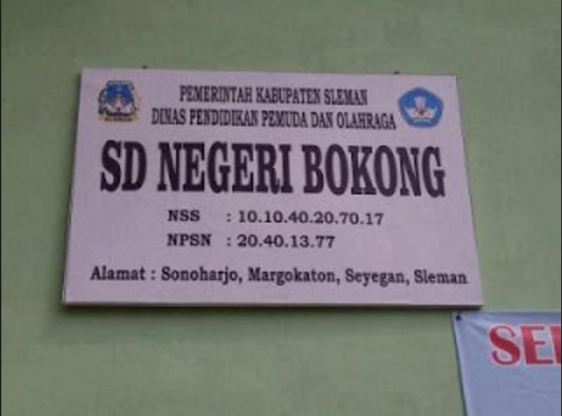 PEMERINTAH KABUPATEN SLEMAN
DINAS PENDIDIKAN PEMUDA DAN OLAHRAGA
SD NEGERI BOKONG
NSS : 10.10.40.20.70.17
NPSN : 20.40.13.77
Alamat : Sonoharjo, Margokaton, Seyegan, Sleman